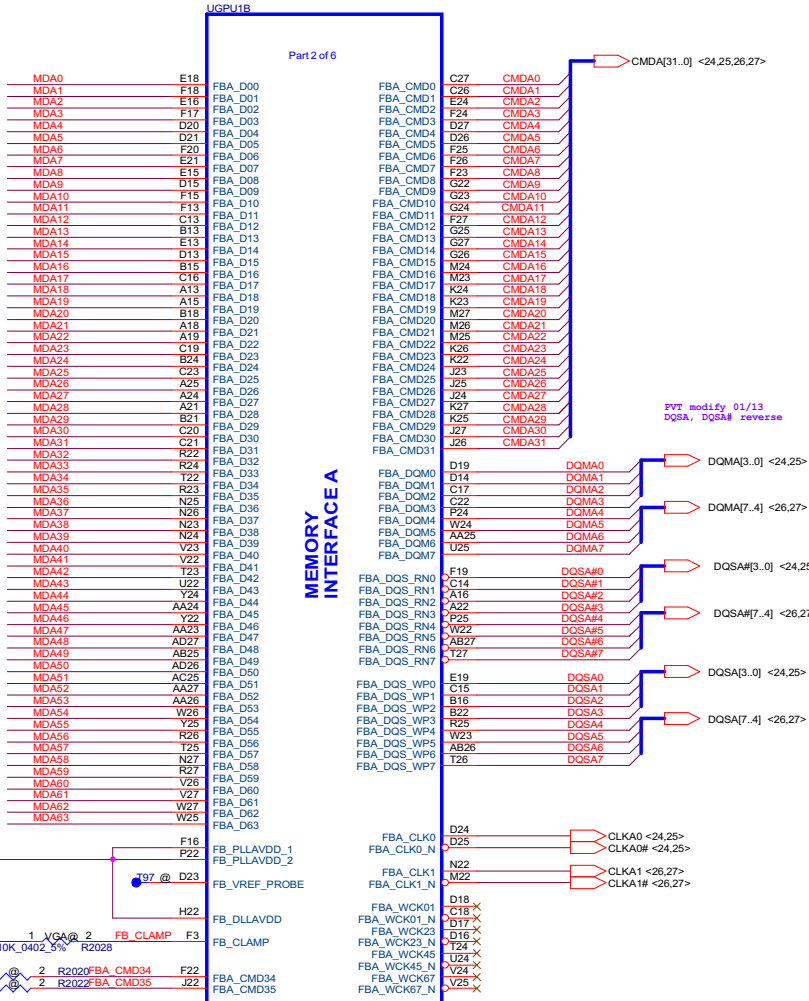 UGPU1B
Part 2 of 6
MDA0 E18 FBA_D00
MDA1 F18 FBA_D01
MDA2 E16 FBA_D02
MDA3 F17 FBA_D03
MDA4 D20 FBA_D04
MDA5 D21 FBA_D05
MDA6 F20 FBA_D06
MDA7 E21 FBA_D07
MDA8 E15 FBA_D08
MDA9 D15 FBA_D09
MDA10 F15 FBA_D10
MDA11 F13 FBA_D11
MDA12 C13 FBA_D12
MDA13 B13 FBA_D13
MDA14 E13 FBA_D14
MDA15 D13 FBA_D15
MDA16 B15 FBA_D16
MDA17 C16 FBA_D17
MDA18 A13 FBA_D18
MDA19 A15 FBA_D19
MDA20 B18 FBA_D20
MDA21 A18 FBA_D21
MDA22 A19 FBA_D22
MDA23 C19 FBA_D23
MDA24 B24 FBA_D24
MDA25 C23 FBA_D25
MDA26 A25 FBA_D26
MDA27 A24 FBA_D27
MDA28 A21 FBA_D28
MDA29 B21 FBA_D29
MDA30 C20 FBA_D30
MDA31 C21 FBA_D31
MDA32 R22 FBA_D32
MDA33 R24 FBA_D33
MDA34 T22 FBA_D34
MDA35 R23 FBA_D35
MDA36 N25 FBA_D36
MDA37 N26 FBA_D37
MDA38 N23 FBA_D38
MDA39 N24 FBA_D39
MDA40 V23 FBA_D40
MDA41 V22 FBA_D41
MDA42 T23 FBA_D42
MDA43 U22 FBA_D43
MDA44 Y24 FBA_D44
MDA45 AA24 FBA_D45
MDA46 Y22 FBA_D46
MDA47 AA23 FBA_D47
MDA48 AD27 FBA_D48
MDA49 AB25 FBA_D49
MDA50 AD26 FBA_D50
MDA51 AC25 FBA_D51
MDA52 AA27 FBA_D52
MDA53 AA26 FBA_D53
MDA54 W26 FBA_D54
MDA55 Y25 FBA_D55
MDA56 R26 FBA_D56
MDA57 T25 FBA_D57
MDA58 N27 FBA_D58
MDA59 R27 FBA_D59
MDA60 V26 FBA_D60
MDA61 V27 FBA_D61
MDA62 W27 FBA_D62
MDA63 W25 FBA_D63
F16 FB_PLLAVDD_1
P22 FB_PLLAVDD_2
T97 @ D23 FB_VREF_PROBE
H22 FB_DLLAVDD
1 VGA@ 2 FB_CLAMP F3 FB_CLAMP
10K_0402_5% R2028
@ 2 R2020 FB_CMD34 F22 FBA_CMD34
@ 2 R2022 FB_CMD35 J22 FBA_CMD35
MEMORY
INTERFACE A
FBA_CMD0 C27 CMDA0
FBA_CMD1 C26 CMDA1
FBA_CMD2 E24 CMDA2
FBA_CMD3 F24 CMDA3
FBA_CMD4 D27 CMDA4
FBA_CMD5 D26 CMDA5
FBA_CMD6 F25 CMDA6
FBA_CMD7 F26 CMDA7
FBA_CMD8 F23 CMDA8
FBA_CMD9 G22 CMDA9
FBA_CMD10 G23 CMDA10
FBA_CMD11 G24 CMDA11
FBA_CMD12 F27 CMDA12
FBA_CMD13 G25 CMDA13
FBA_CMD14 G27 CMDA14
FBA_CMD15 G26 CMDA15
FBA_CMD16 M24 CMDA16
FBA_CMD17 M23 CMDA17
FBA_CMD18 K24 CMDA18
FBA_CMD19 K23 CMDA19
FBA_CMD20 M27 CMDA20
FBA_CMD21 M26 CMDA21
FBA_CMD22 M25 CMDA22
FBA_CMD23 K26 CMDA23
FBA_CMD24 K22 CMDA24
FBA_CMD25 J23 CMDA25
FBA_CMD26 J25 CMDA26
FBA_CMD27 J24 CMDA27
FBA_CMD28 K27 CMDA28
FBA_CMD29 K25 CMDA29
FBA_CMD30 J27 CMDA30
FBA_CMD31 J26 CMDA31
CMDA[31..0] <24,25,26,27>
PVT modify 01/13
DQSA, DQSA# reverse
FBA_DQM0 D19 DQMA0
FBA_DQM1 D14 DQMA1
FBA_DQM2 C17 DQMA2
FBA_DQM3 C22 DQMA3
FBA_DQM4 P24 DQMA4
FBA_DQM5 W24 DQMA5
FBA_DQM6 AA25 DQMA6
FBA_DQM7 U25 DQMA7
DQMA[3..0] <24,25>
DQMA[7..4] <26,27>
FBA_DQS_RN0 F19 DQSA#0
FBA_DQS_RN1 C14 DQSA#1
FBA_DQS_RN2 A16 DQSA#2
FBA_DQS_RN3 A22 DQSA#3
FBA_DQS_RN4 P25 DQSA#4
FBA_DQS_RN5 W22 DQSA#5
FBA_DQS_RN6 AB27 DQSA#6
FBA_DQS_RN7 T27 DQSA#7
DQSA#[3..0] <24,25
DQSA#[7..4] <26,27
FBA_DQS_WP0 E19 DQSA0
FBA_DQS_WP1 C15 DQSA1
FBA_DQS_WP2 B16 DQSA2
FBA_DQS_WP3 B22 DQSA3
FBA_DQS_WP4 R25 DQSA4
FBA_DQS_WP5 W23 DQSA5
FBA_DQS_WP6 AB26 DQSA6
FBA_DQS_WP7 T26 DQSA7
DQSA[3..0] <24,25>
DQSA[7..4] <26,27>
FBA_CLK0 D24 CLKA0 <24,25>
FBA_CLK0_N D25 CLKA0# <24,25>
FBA_CLK1 N22 CLKA1 <26,27>
FBA_CLK1_N M22 CLKA1# <26,27>
FBA_WCK01 D18
FBA_WCK01_N C18
FBA_WCK23 D17
FBA_WCK23_N D16
FBA_WCK45 T24
FBA_WCK45_N U24
FBA_WCK67 V24
FBA_WCK67_N V25